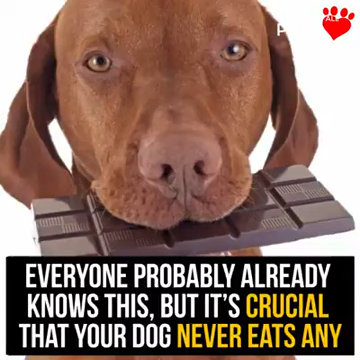 EVERYONE PROBABLY ALREADY
KNOWS THIS, BUT IT'S CRUCIAL
THAT YOUR DOG NEVER EATS ANY